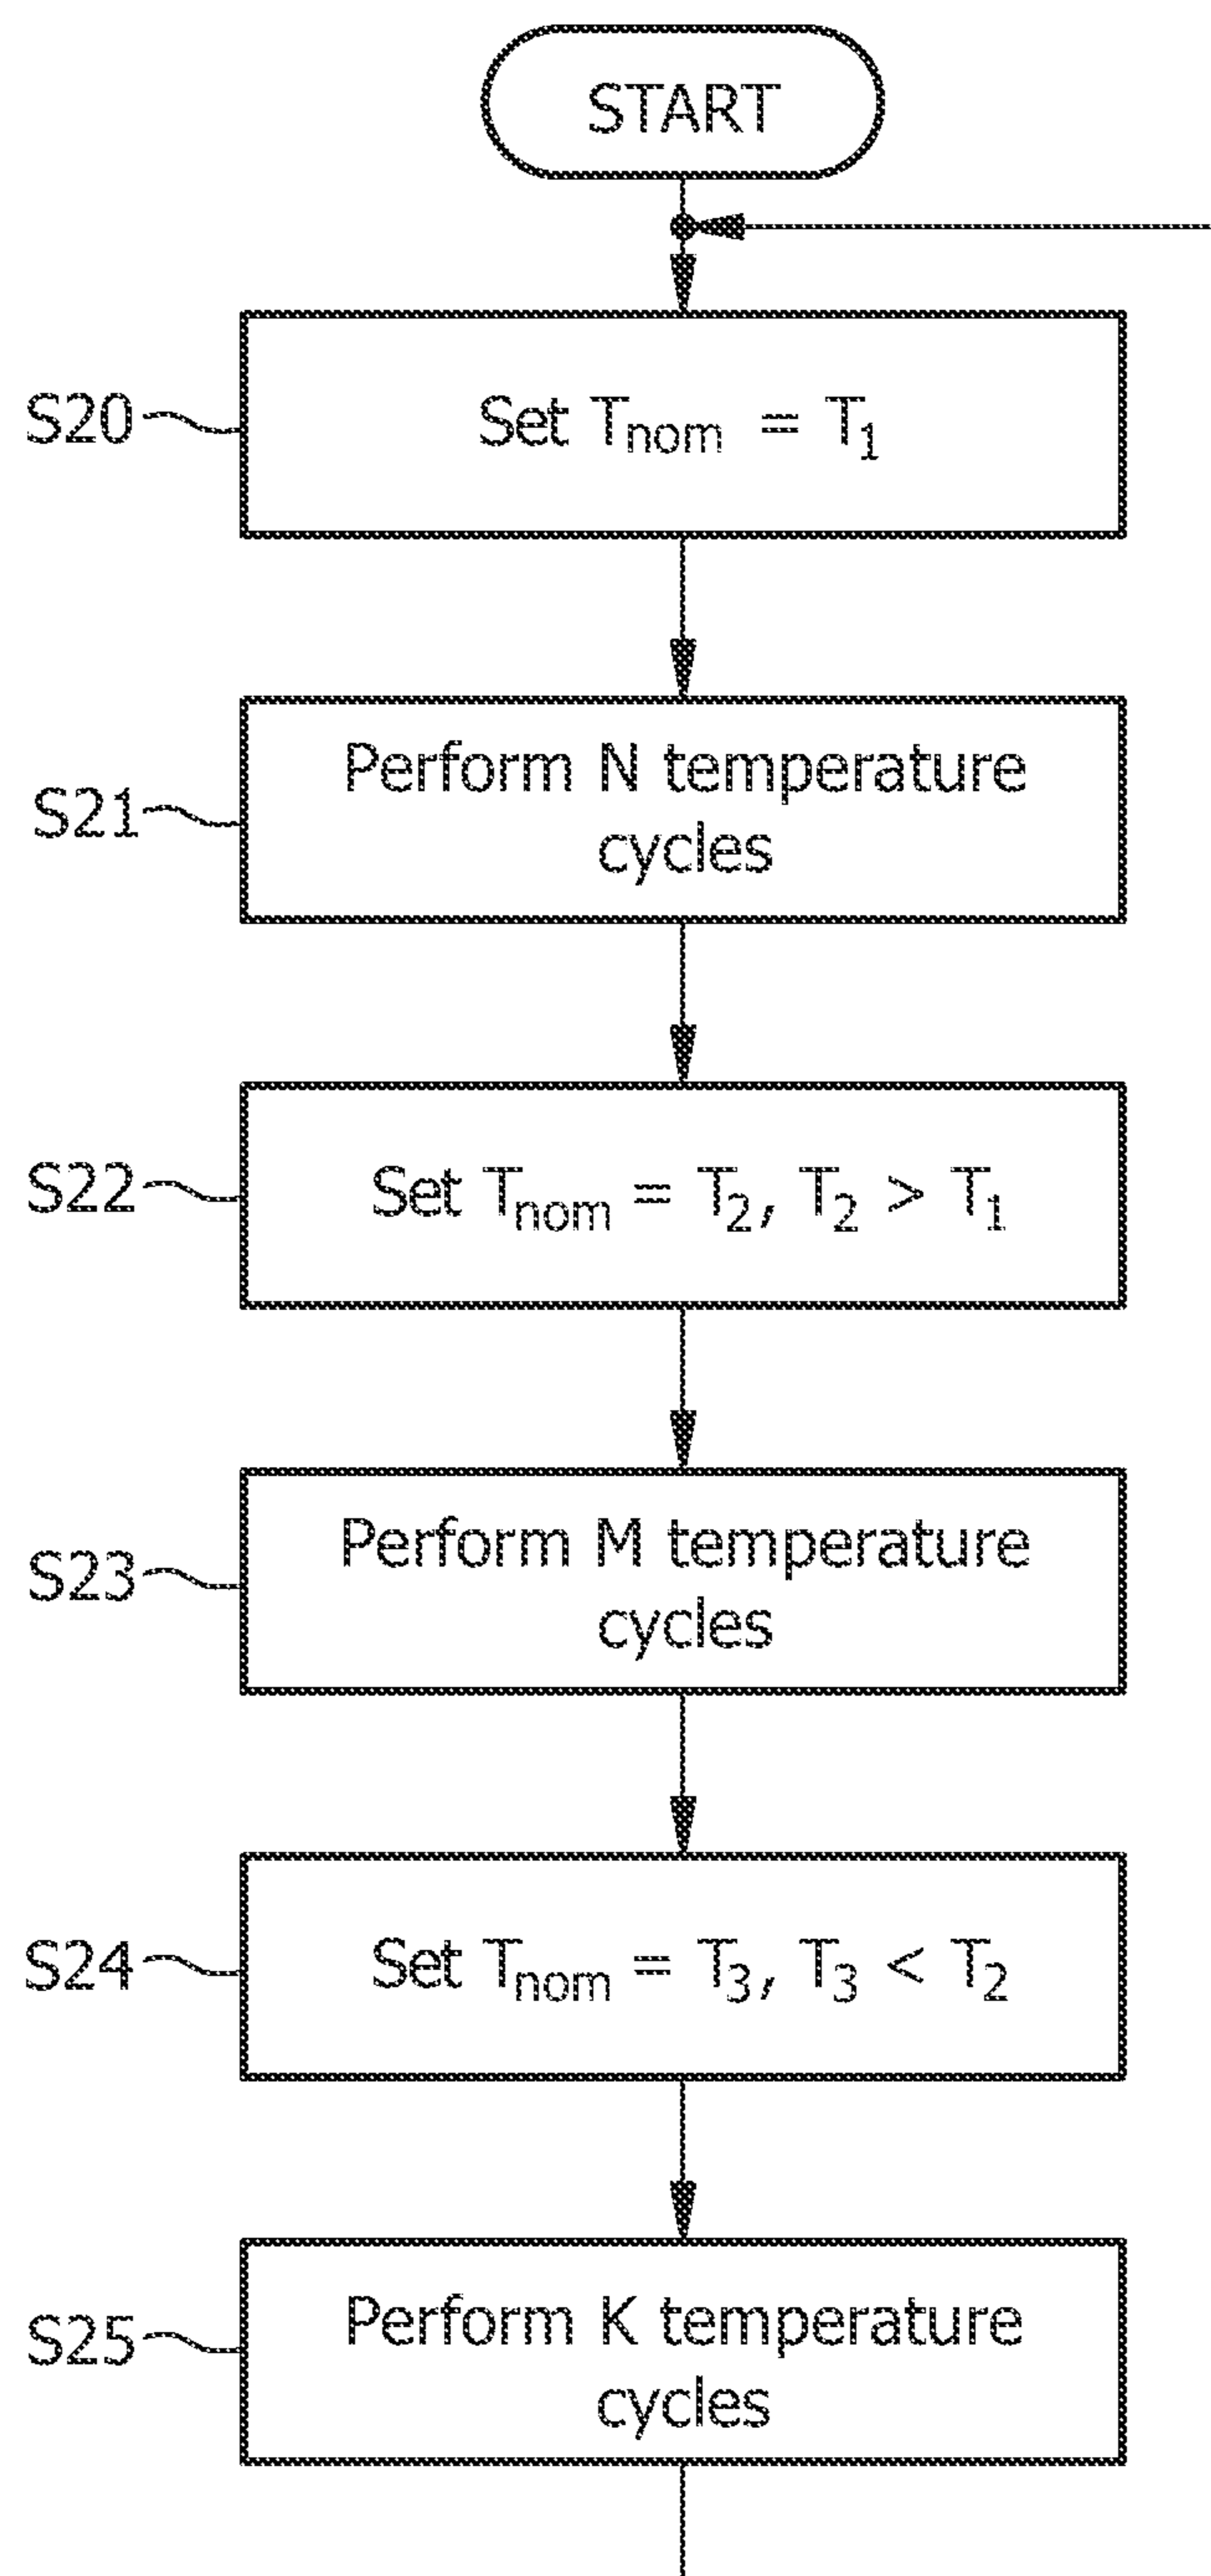 START
S20
Set Tnom = T1
S21
Perform N temperature
cycles
S22
Set Tnom = T2, T2 > T1
S23
Perform M temperature
cycles
S24
Set Tnom = T3, T3 < T2
S25
Perform K temperature
cycles